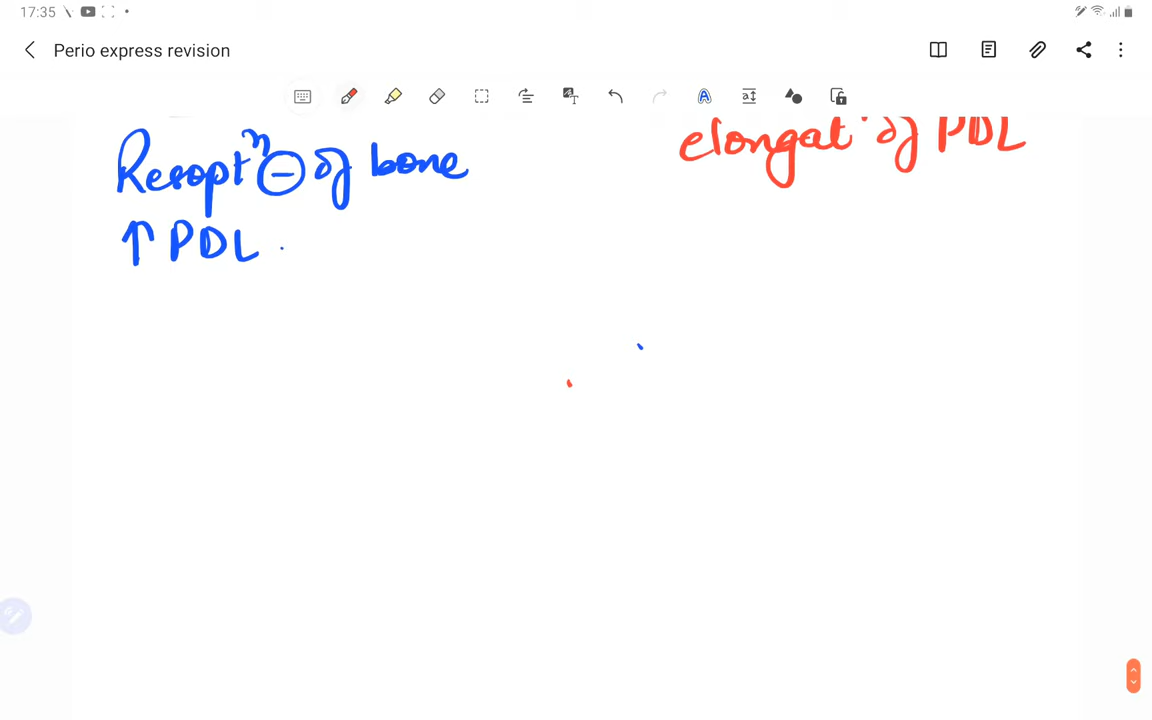 17:35
Perio express revision
elongatⁿ of PDL
Resoptⁿ ⊖ of bone
↑ PDL